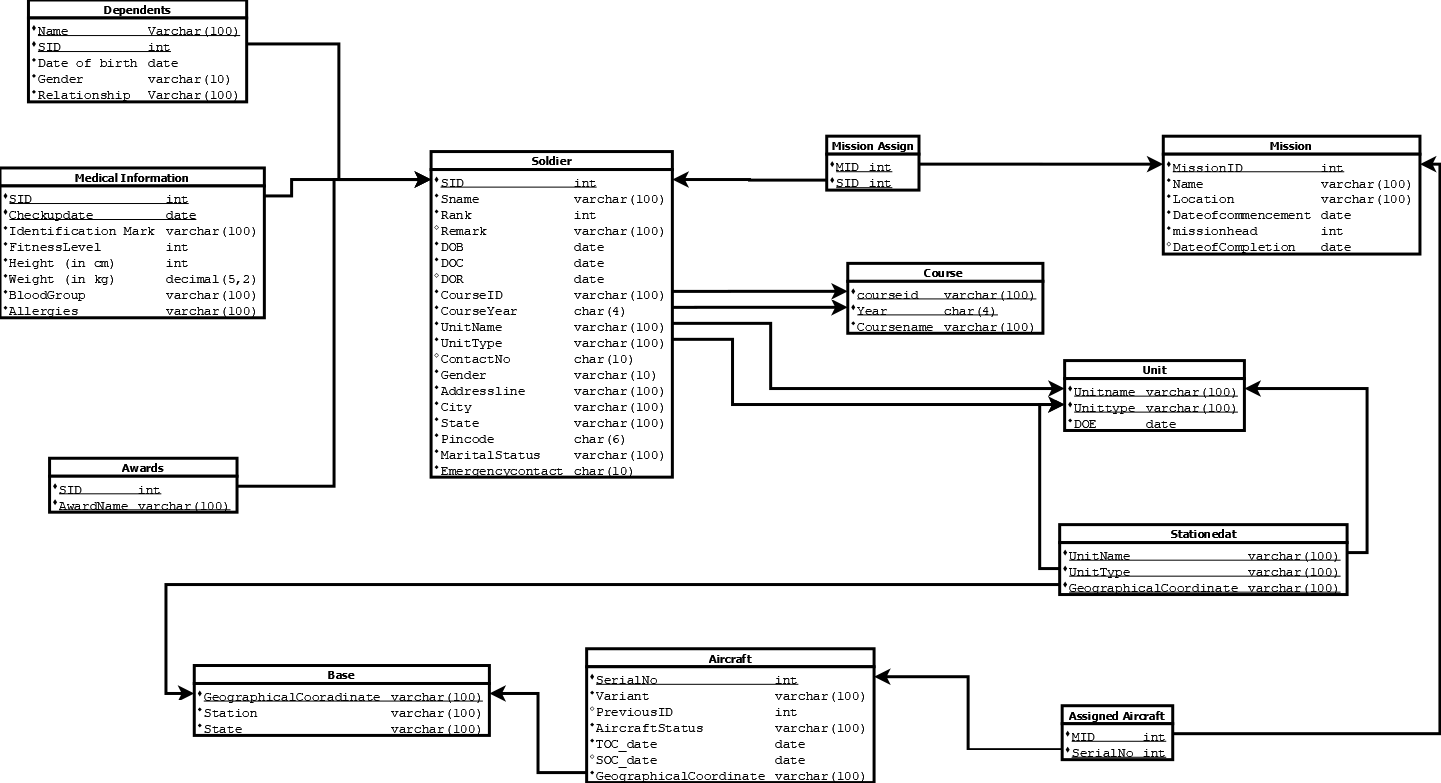 Dependents
Name Varchar(100)
SID int
Date of birth date
Gender varchar(10)
Relationship Varchar(100)
Medical Information
SID int
Checkupdate date
Identification Mark varchar(100)
FitnessLevel int
Height (in cm) int
Weight (in kg) decimal(5,2)
BloodGroup varchar(100)
Allergies varchar(100)
Awards
SID int
AwardName varchar(100)
Soldier
SID int
Sname varchar(100)
Rank int
Remark varchar(100)
DOB date
DOC date
DOR date
CourseID varchar(100)
CourseYear char(4)
UnitName varchar(100)
UnitType varchar(100)
ContactNo char(10)
Gender varchar(10)
Addressline varchar(100)
City varchar(100)
State varchar(100)
Pincode char(6)
MaritalStatus varchar(100)
Emergencycontact char(10)
Mission Assign
MID int
SID int
Mission
MissionID int
Name varchar(100)
Location varchar(100)
Dateofcommencement date
missionhead int
DateofCompletion date
Course
courseid varchar(100)
Year char(4)
Coursename varchar(100)
Unit
Unitname varchar(100)
Unittype varchar(100)
DOE date
Stationedat
UnitName varchar(100)
UnitType varchar(100)
GeographicalCoordinate varchar(100)
Base
GeographicalCooradinate varchar(100)
Station varchar(100)
State varchar(100)
Aircraft
SerialNo int
Variant varchar(100)
PreviousID int
AircraftStatus varchar(100)
TOC_date date
SOC_date date
GeographicalCoordinate varchar(100)
Assigned Aircraft
MID int
SerialNo int